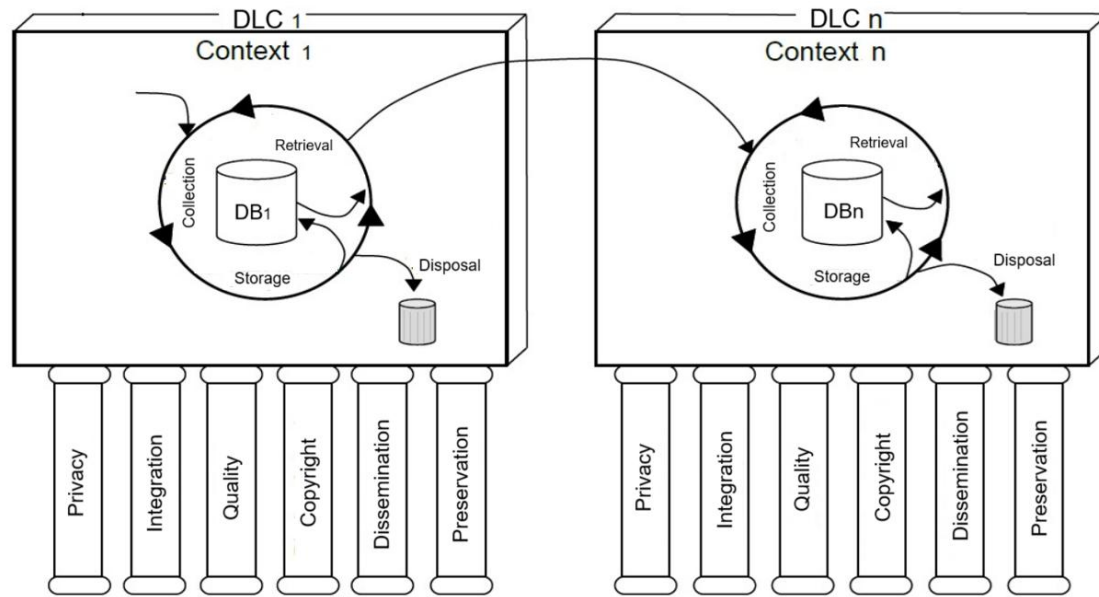 DLC 1
Context 1
Retrieval
Collection
DB1
Storage
Disposal
Privacy
Integration
Quality
Copyright
Dissemination
Preservation
DLC n
Context n
Retrieval
Collection
DBn
Storage
Disposal
Privacy
Integration
Quality
Copyright
Dissemination
Preservation